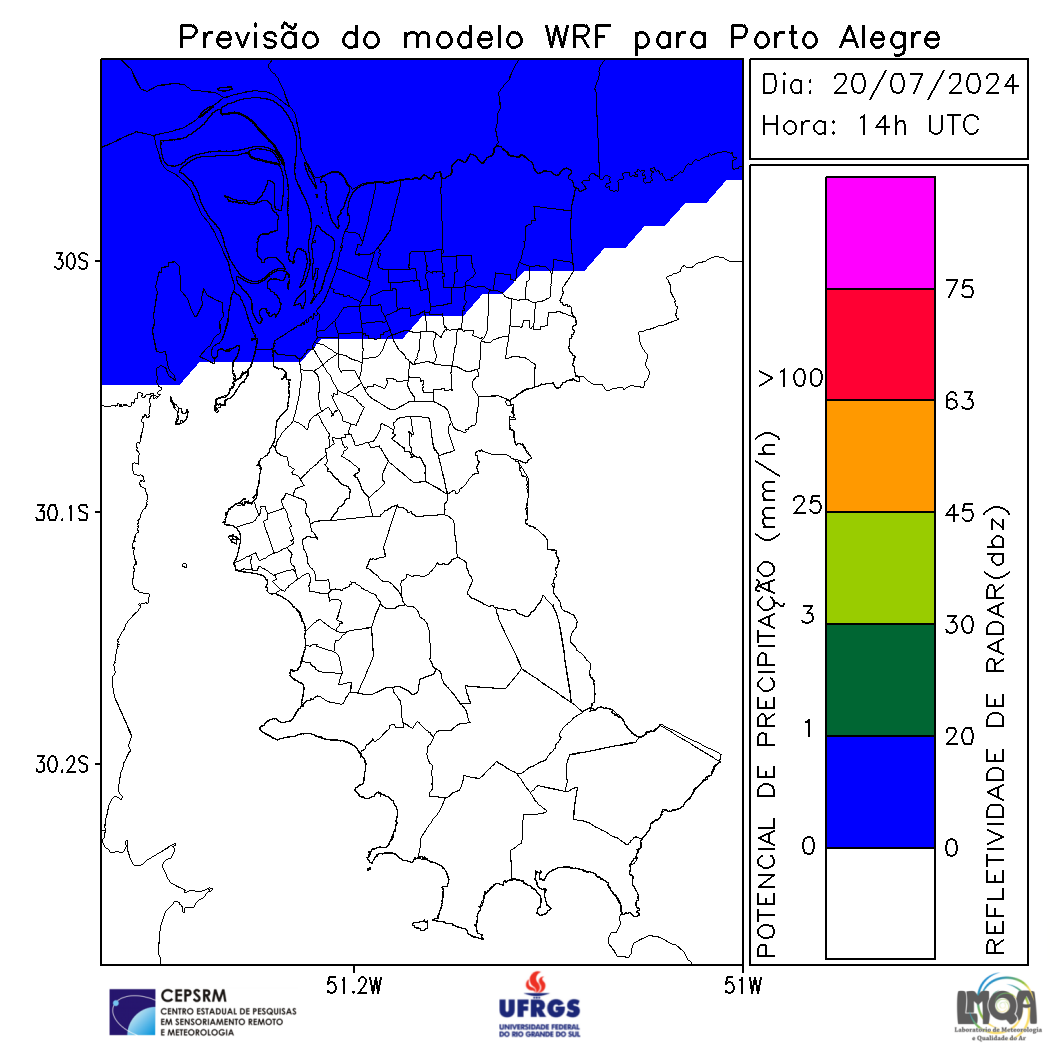 Previsão do modelo WRF para Porto Alegre
Dia: 20/07/2024
Hora: 14h UTC
30S
30.1S
30.2S
51.2W
51W
POTENCIAL DE PRECIPITAÇÃO (mm/h)
>100
25
3
1
0
75
63
45
30
20
0
REFLETIVIDADE DE RADAR(dbz)
CEPSRM
CENTRO ESTADUAL DE PESQUISAS
EM SENSORIAMENTO REMOTO
E METEOROLOGIA
UFRGS
UNIVERSIDADE FEDERAL
DO RIO GRANDE DO SUL
LMQA
Laboratório de Meteorologia
e Qualidade do Ar